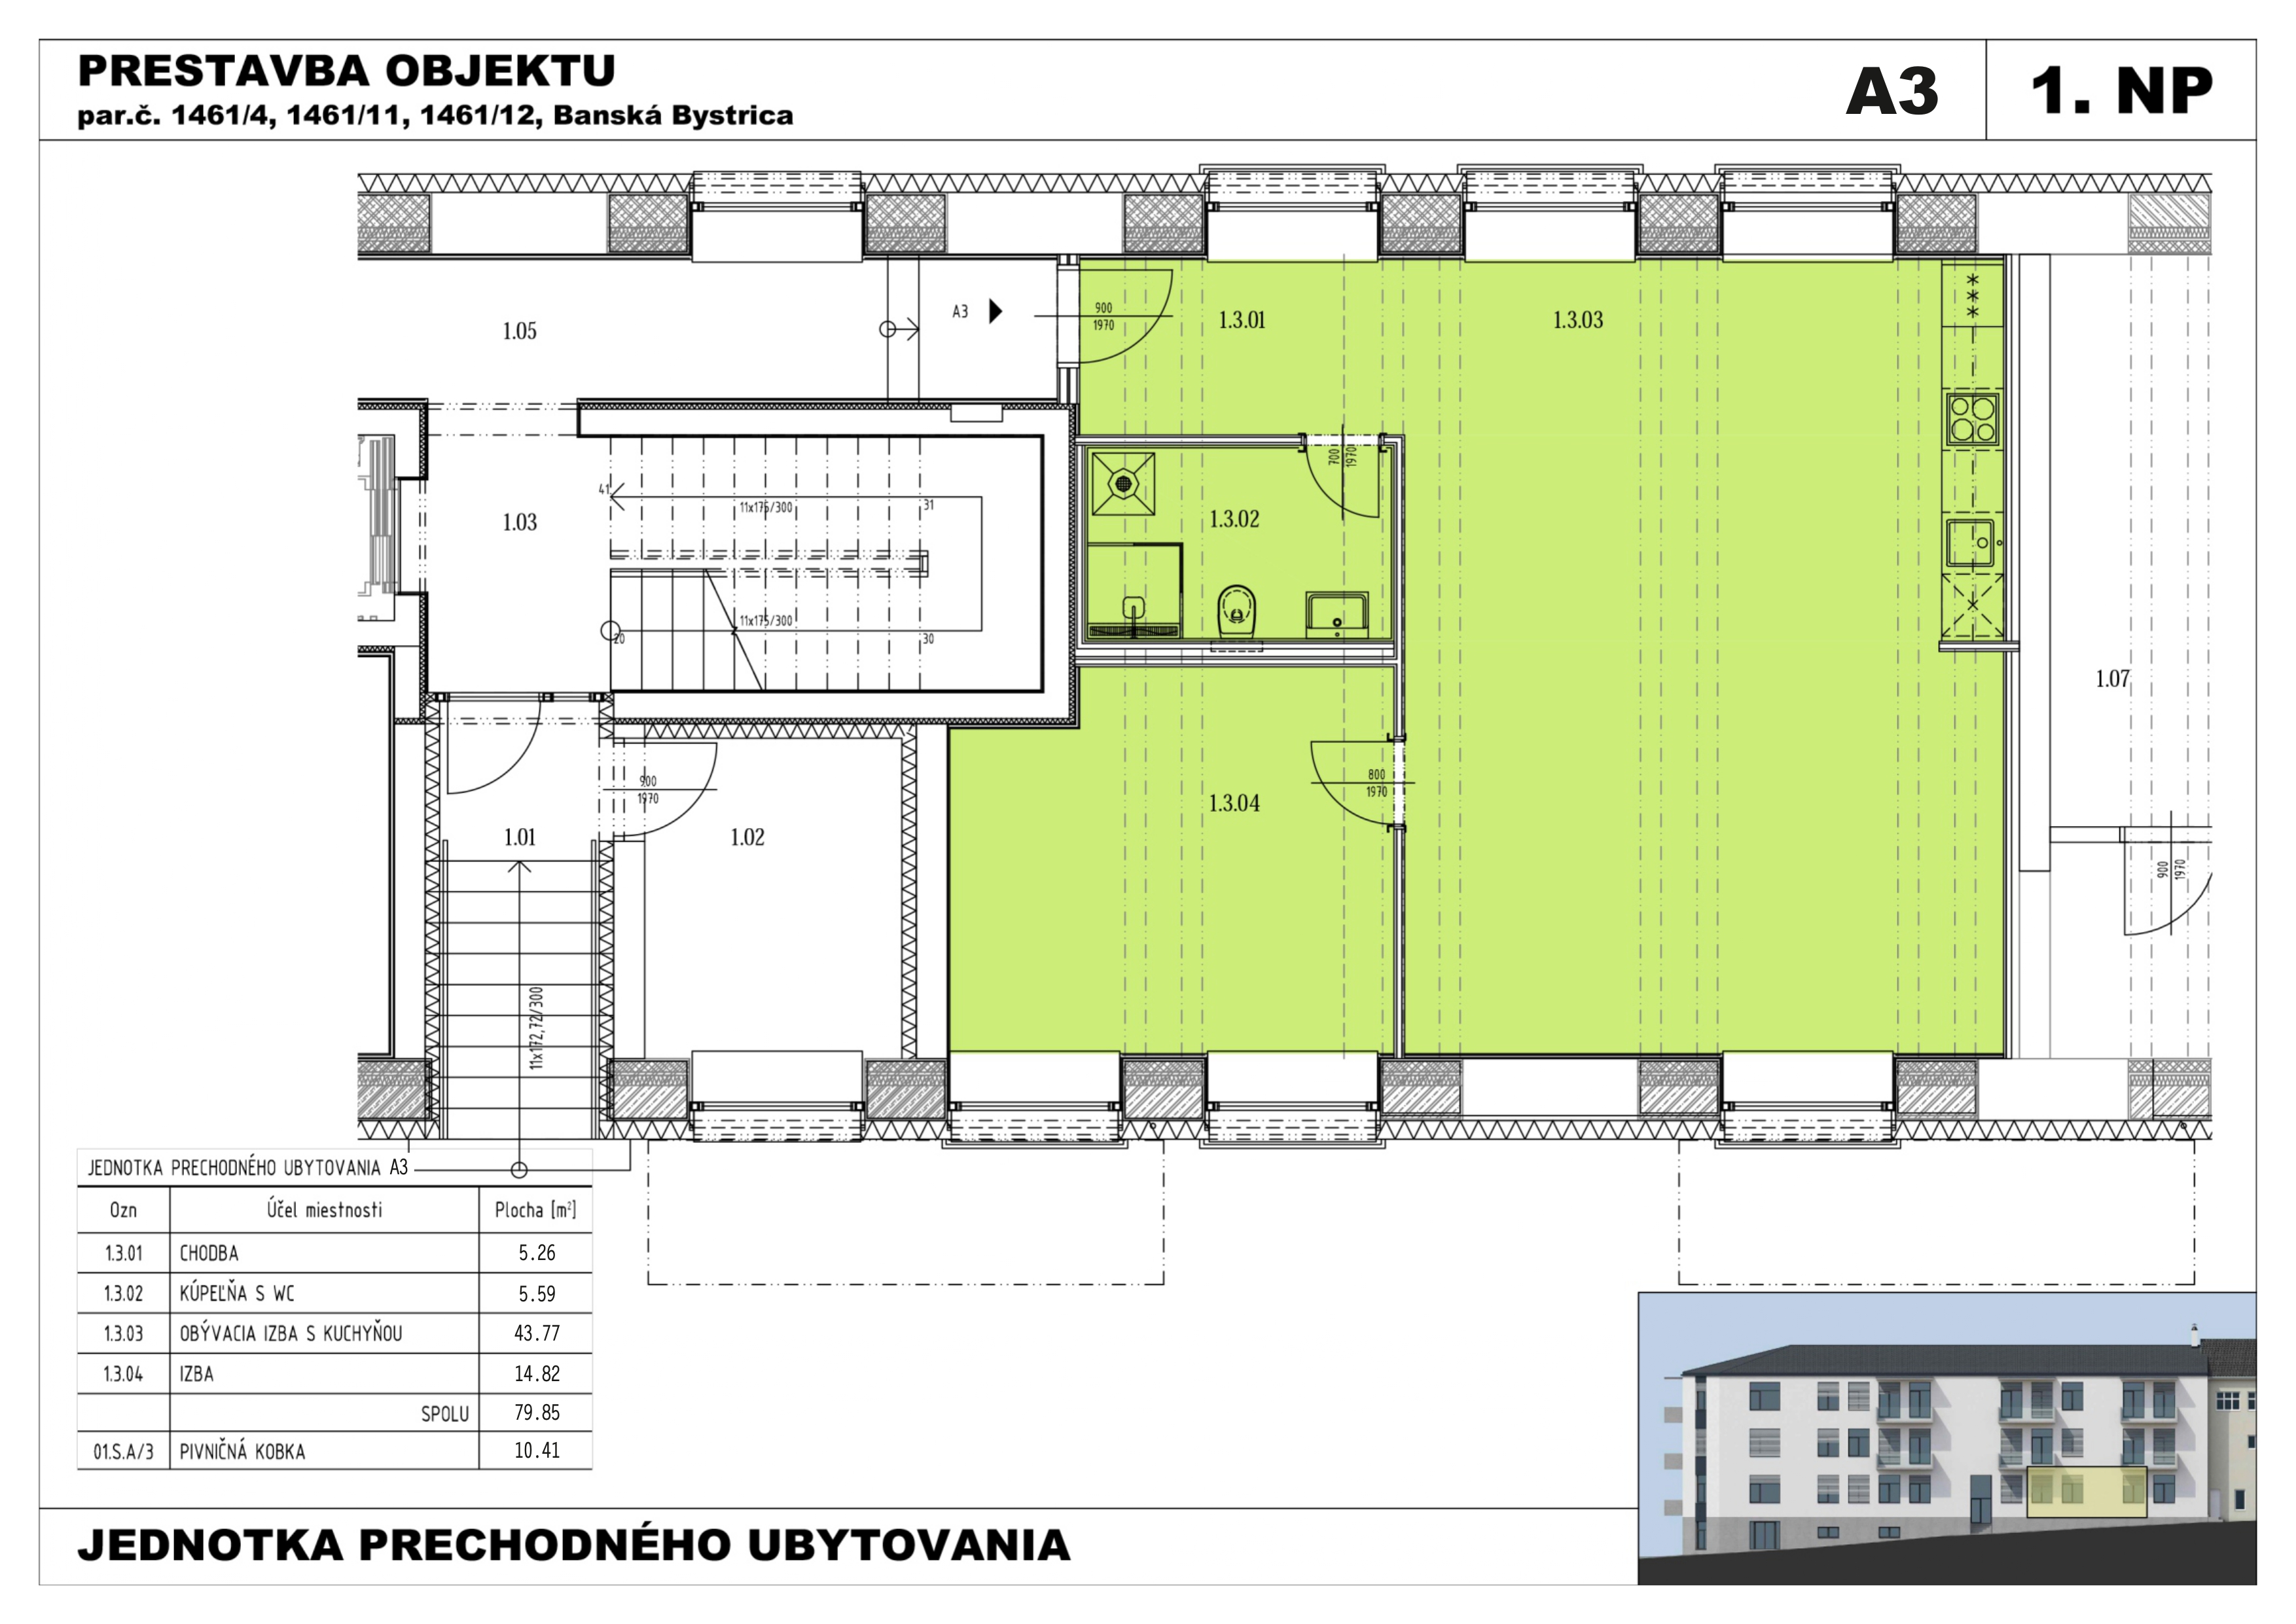 PRESTAVBA OBJEKTU
par.č. 1461/4, 1461/11, 1461/12, Banská Bystrica
A3
1. NP
1.05
A3
900
1970
1.3.01
1.3.03
1.03
41
11x175/300
31
11x175/300
20
30
700
1970
1.3.02
1.07
900
1970
1.01
1.02
800
1970
1.3.04
900
1970
11x172,72/300
JEDNOTKA PRECHODNÉHO UBYTOVANIA A3
Ozn Účel miestnosti Plocha [m²]
1.3.01 CHODBA 5.26
1.3.02 KÚPEĽŇA S WC 5.59
1.3.03 OBÝVACIA IZBA S KUCHYŇOU 43.77
1.3.04 IZBA 14.82
SPOLU 79.85
01.S.A/3 PIVNIČNÁ KOBKA 10.41
JEDNOTKA PRECHODNÉHO UBYTOVANIA